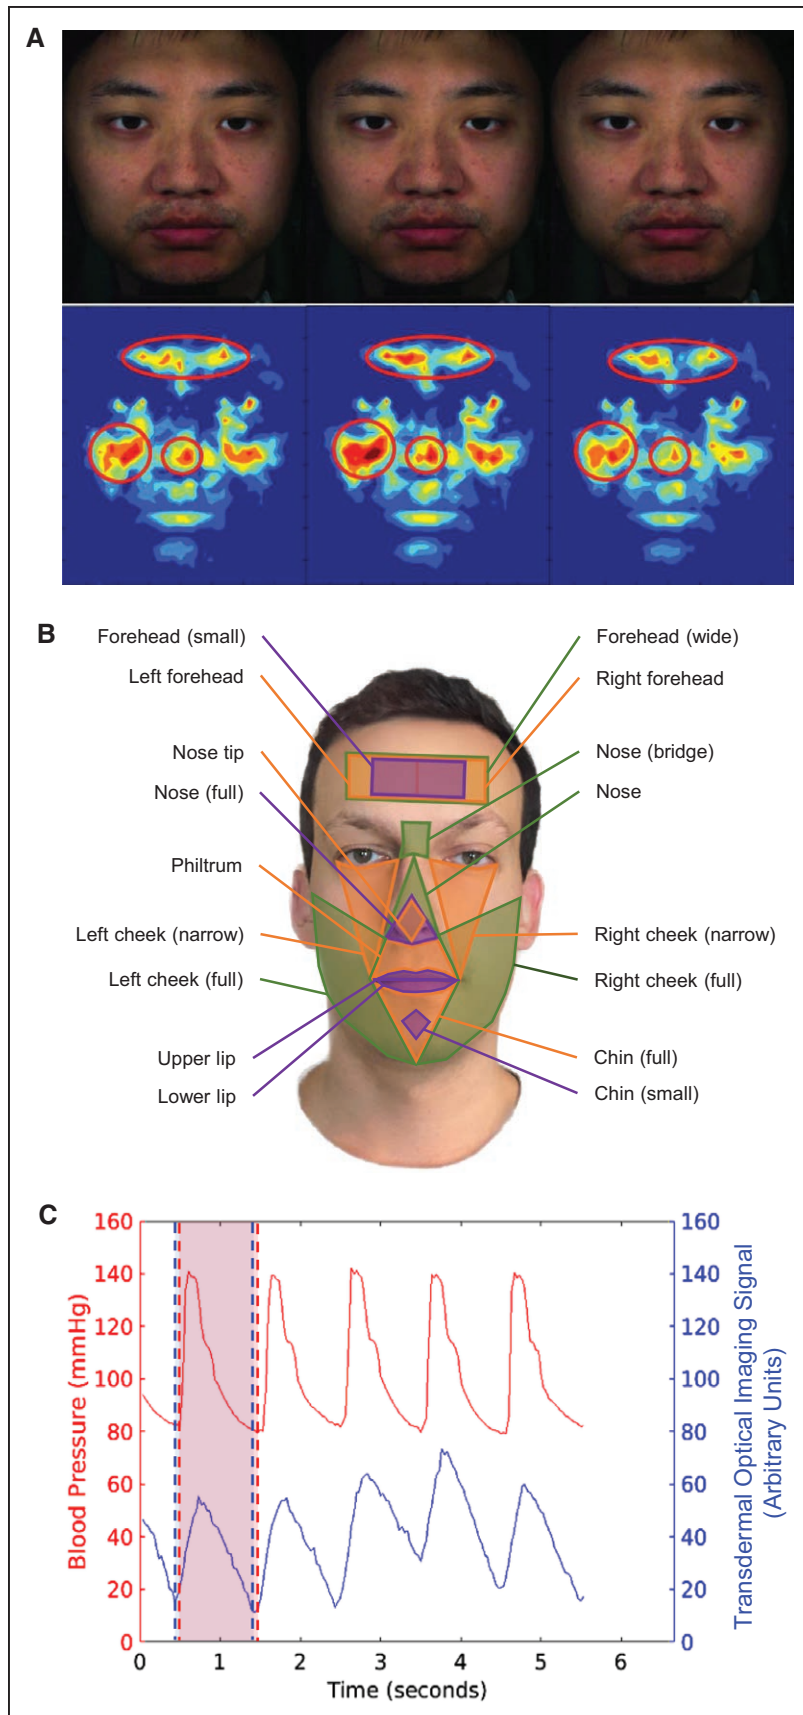 A
B
Forehead (small)
Forehead (wide)
Left forehead
Right forehead
Nose tip
Nose (bridge)
Nose (full)
Nose
Philtrum
Left cheek (narrow)
Right cheek (narrow)
Left cheek (full)
Right cheek (full)
Upper lip
Chin (full)
Lower lip
Chin (small)
C
160
140
120
100
80
60
40
20
0
Blood Pressure (mmHg)
160
140
120
100
80
60
40
20
0
Transdermal Optical Imaging Signal
(Arbitrary Units)
0 1 2 3 4 5 6
Time (seconds)